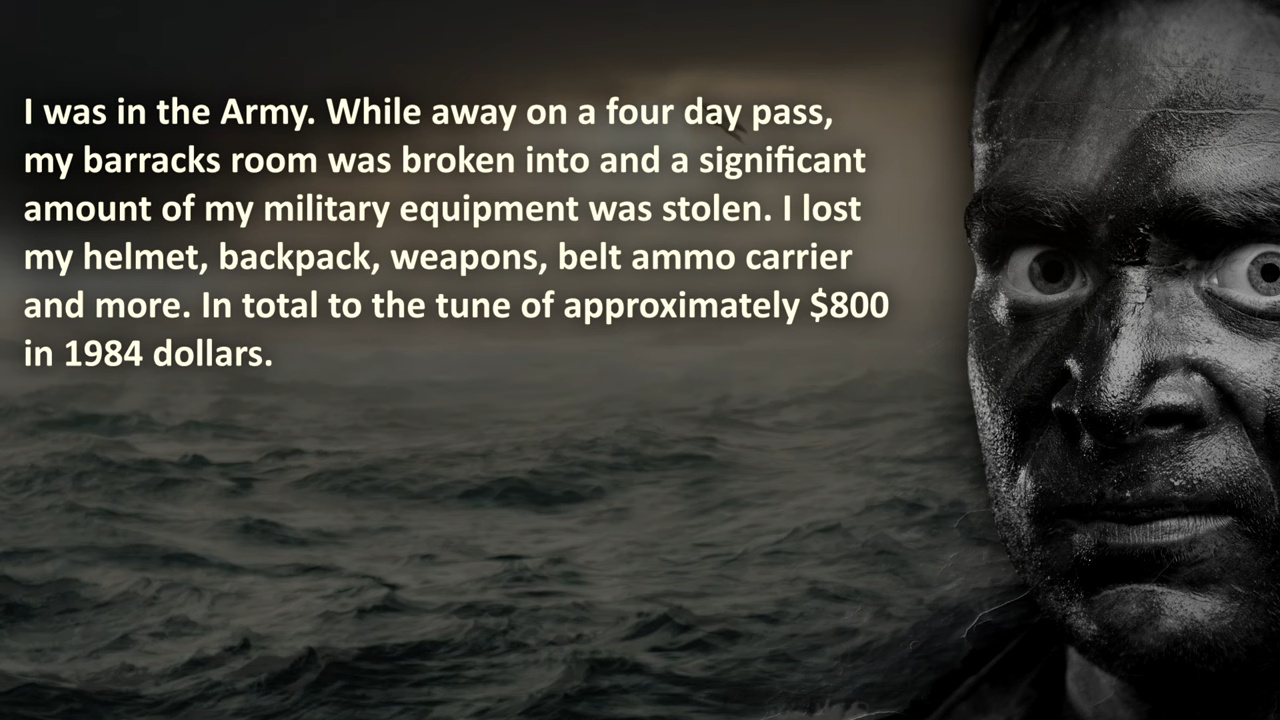 I was in the Army. While away on a four day pass,
my barracks room was broken into and a significant
amount of my military equipment was stolen. I lost
my helmet, backpack, weapons, belt ammo carrier
and more. In total to the tune of approximately $800
in 1984 dollars.